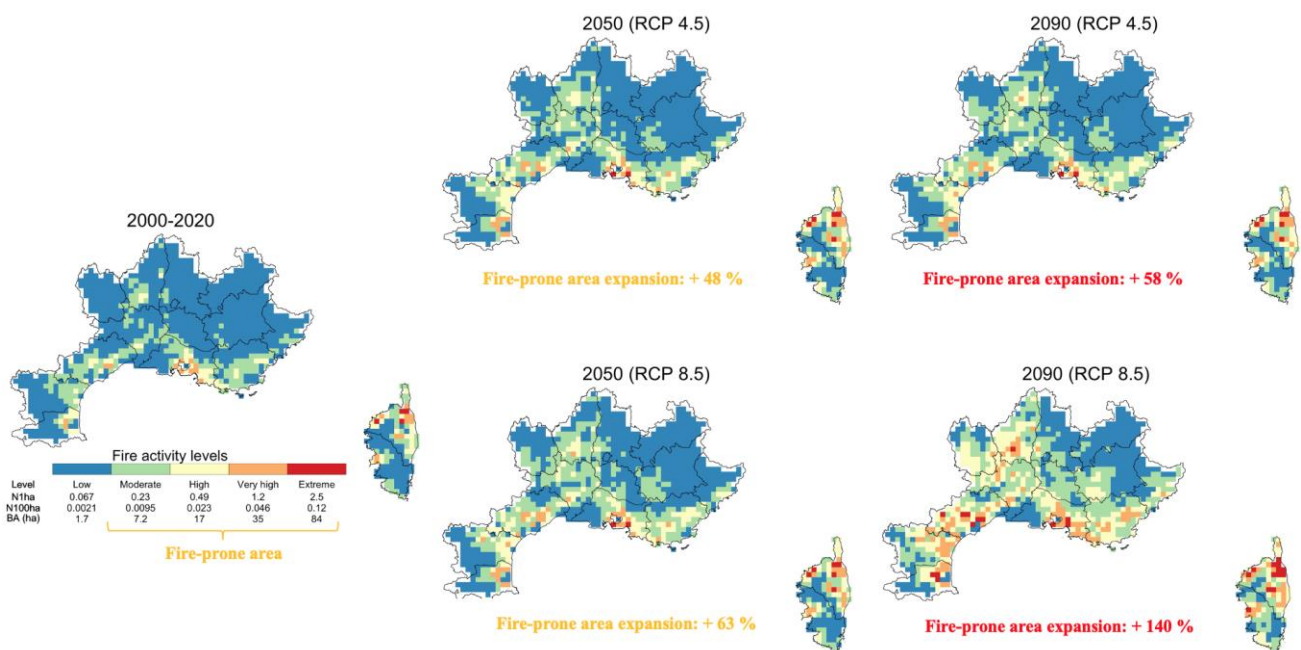 2050 (RCP 4.5)
2090 (RCP 4.5)
2000-2020
Fire-prone area expansion: + 48 %
Fire-prone area expansion: + 58 %
2050 (RCP 8.5)
2090 (RCP 8.5)
Fire activity levels
Level Low Moderate High Very high Extreme
N1ha 0.067 0.23 0.49 1.2 2.5
N100ha 0.0021 0.0095 0.023 0.046 0.12
BA (ha) 1.7 7.2 17 35 84
Fire-prone area
Fire-prone area expansion: + 63 %
Fire-prone area expansion: + 140 %